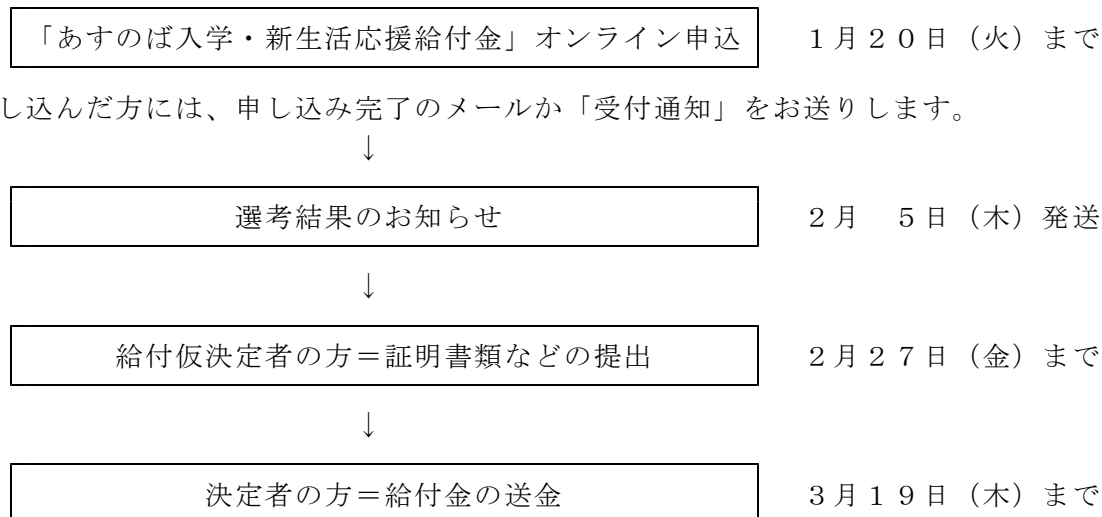 「あすのば入学・新生活応援給付金」オンライン申込 1月20日（火）まで
し込んだ方には、申し込み完了のメールか「受付通知」をお送りします。
↓
選考結果のお知らせ 2月 5日（木）発送
↓
給付仮決定者の方＝証明書類などの提出 2月27日（金）まで
↓
決定者の方＝給付金の送金 3月19日（木）まで